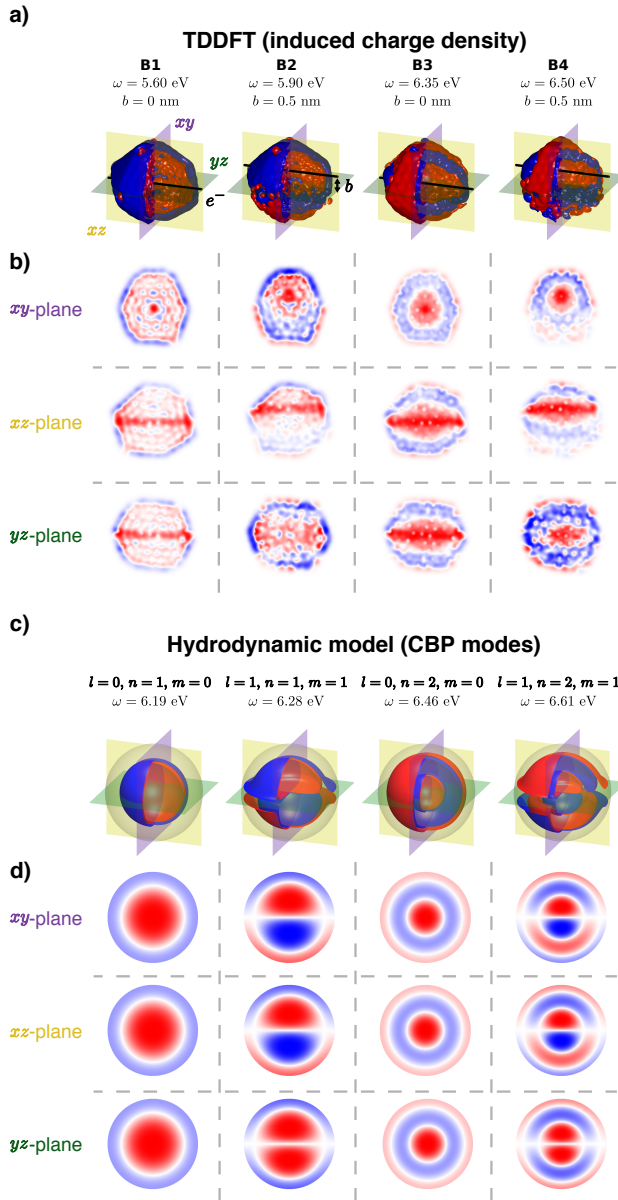 a)
TDDFT (induced charge density)
B1 B2 B3 B4
ω = 5.60 eV ω = 5.90 eV ω = 6.35 eV ω = 6.50 eV
b = 0 nm b = 0.5 nm b = 0 nm b = 0.5 nm
xy
yz
b
e⁻
xz
b)
xy-plane
xz-plane
yz-plane
c)
Hydrodynamic model (CBP modes)
l = 0, n = 1, m = 0 l = 1, n = 1, m = 1 l = 0, n = 2, m = 0 l = 1, n = 2, m = 1
ω = 6.19 eV ω = 6.28 eV ω = 6.46 eV ω = 6.61 eV
d)
xy-plane
xz-plane
yz-plane